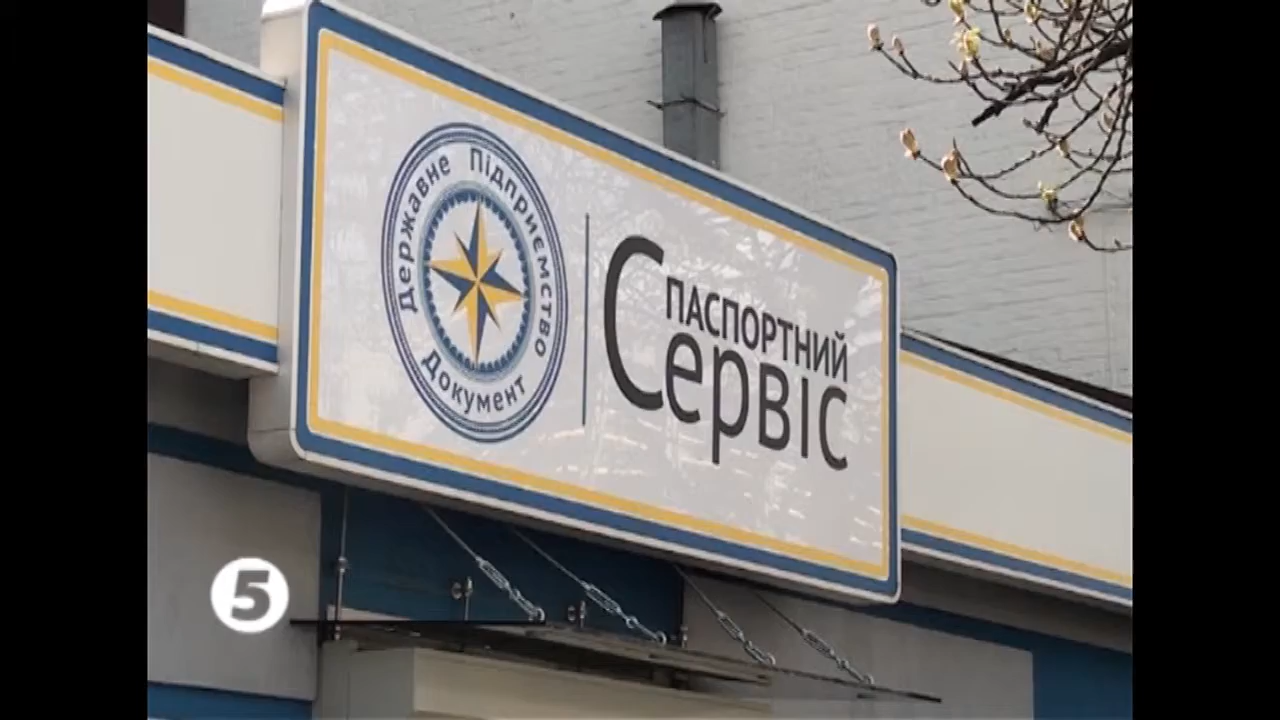 Державне Підприємство
Документ
ПАСПОРТНИЙ
Сервіс
5